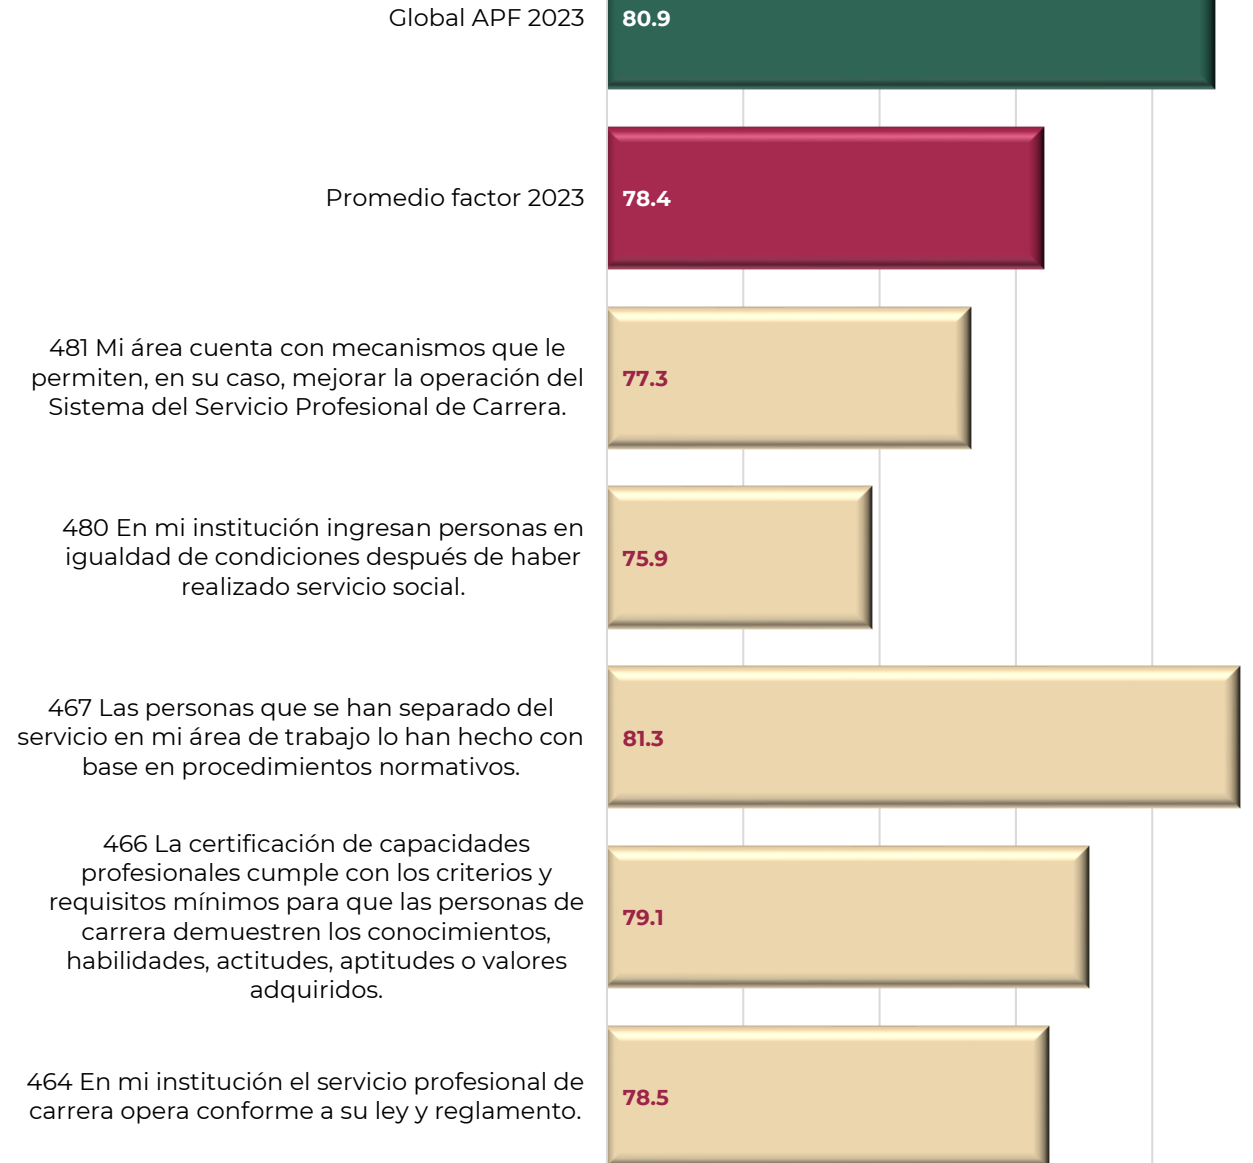 Global APF 2023
80.9
Promedio factor 2023
78.4
481 Mi área cuenta con mecanismos que le
permiten, en su caso, mejorar la operación del
Sistema del Servicio Profesional de Carrera.
77.3
480 En mi institución ingresan personas en
igualdad de condiciones después de haber
realizado servicio social.
75.9
467 Las personas que se han separado del
servicio en mi área de trabajo lo han hecho con
base en procedimientos normativos.
81.3
466 La certificación de capacidades
profesionales cumple con los criterios y
requisitos mínimos para que las personas de
carrera demuestren los conocimientos,
habilidades, actitudes, aptitudes o valores
adquiridos.
79.1
464 En mi institución el servicio profesional de
carrera opera conforme a su ley y reglamento.
78.5